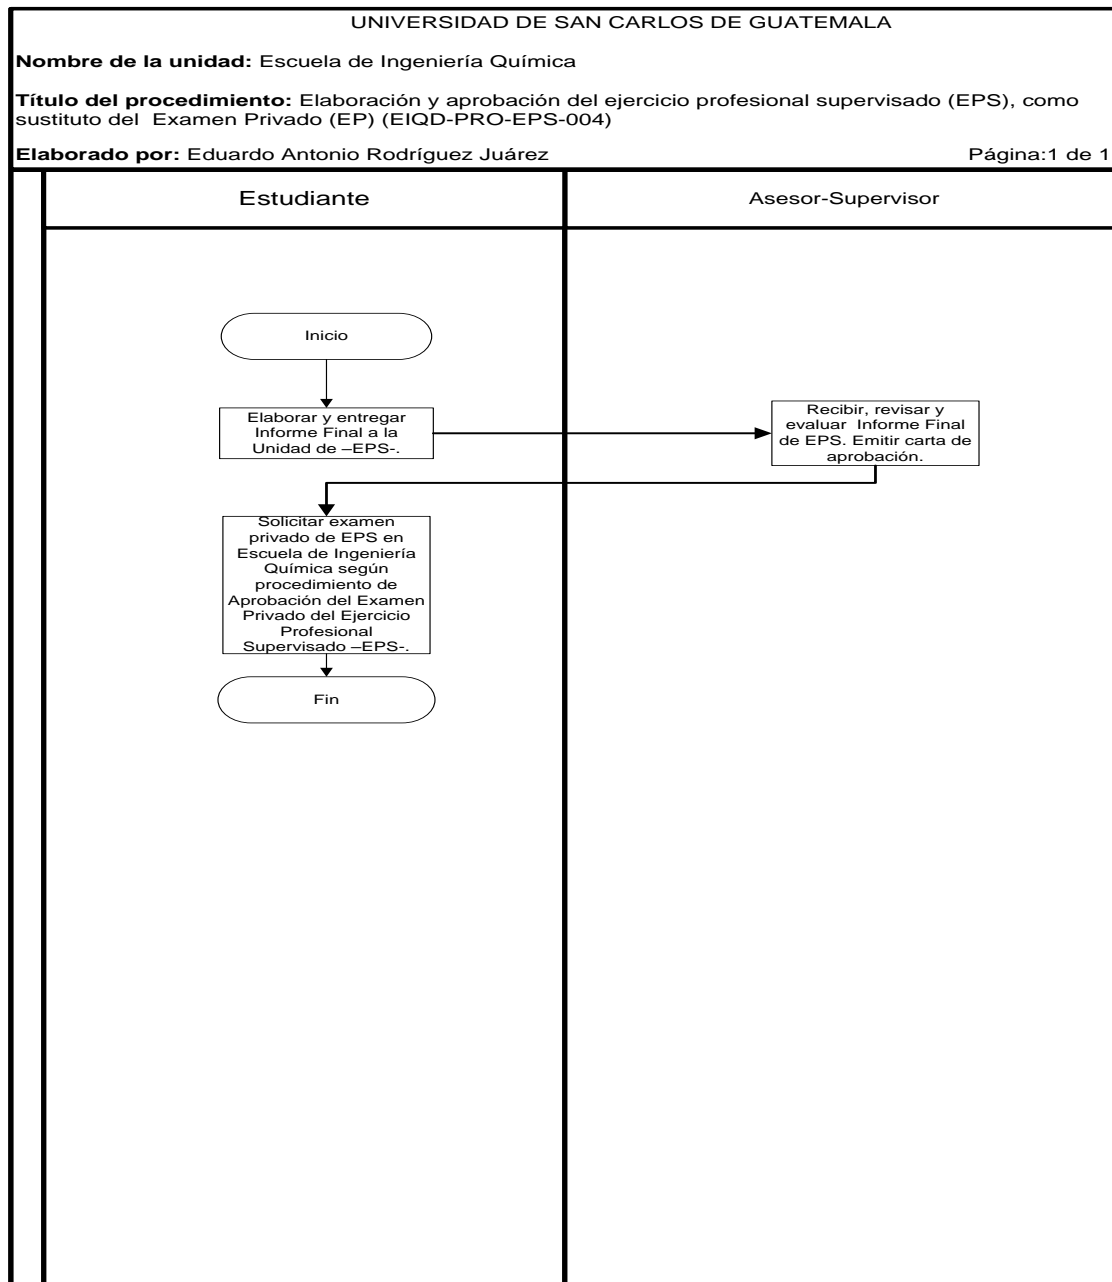 UNIVERSIDAD DE SAN CARLOS DE GUATEMALA
Nombre de la unidad: Escuela de Ingeniería Química
Título del procedimiento: Elaboración y aprobación del ejercicio profesional supervisado (EPS), como
sustituto del  Examen Privado (EP) (EIQD-PRO-EPS-004)
Elaborado por: Eduardo Antonio Rodríguez Juárez
Página:1 de 1
Estudiante
Asesor-Supervisor
Inicio
Elaborar y entregar
Informe Final a la
Unidad de –EPS-.
Recibir, revisar y
evaluar  Informe Final
de EPS. Emitir carta de
aprobación.
Solicitar examen
privado de EPS en
Escuela de Ingeniería
Química según
procedimiento de
Aprobación del Examen
Privado del Ejercicio
Profesional
Supervisado –EPS-.
Fin